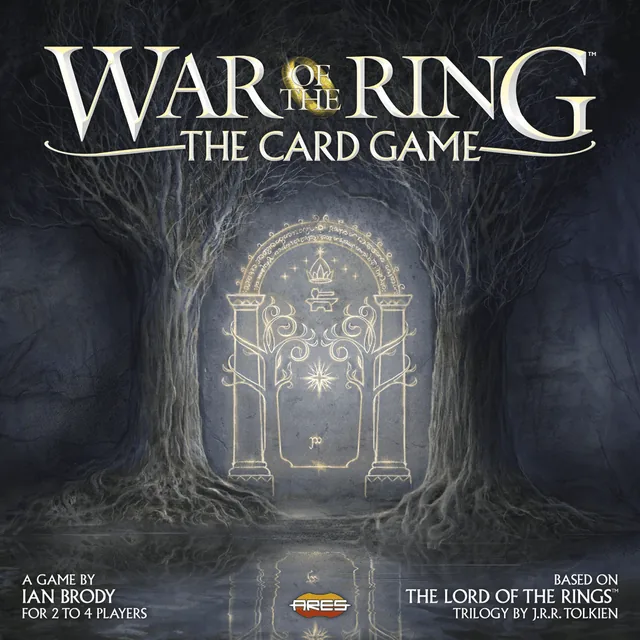 WAR OF THE RING™
THE CARD GAME
A GAME BY
IAN BRODY
FOR 2 TO 4 PLAYERS
ARES
BASED ON
THE LORD OF THE RINGS™
TRILOGY BY J.R.R. TOLKIEN